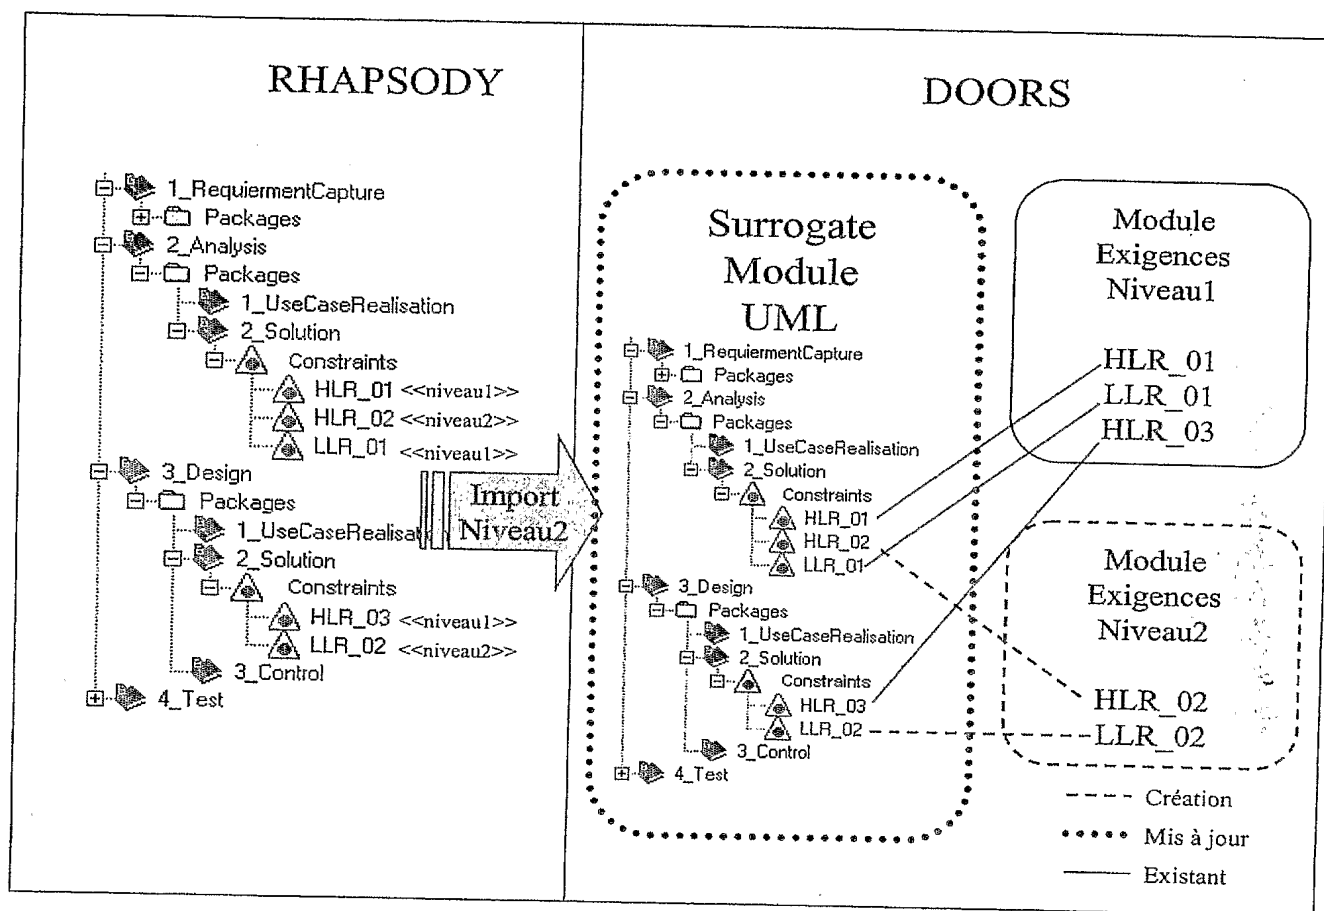 RHAPSODY
1_RequiermentCapture
Packages
2_Analysis
Packages
1_UseCaseRealisation
2_Solution
Constraints
HLR_01 <<niveau1>>
HLR_02 <<niveau2>>
LLR_01 <<niveau1>>
3_Design
Packages
1_UseCaseRealisat
2_Solution
Constraints
HLR_03 <<niveau1>>
LLR_02 <<niveau2>>
3_Control
4_Test
Import
Niveau2
DOORS
Surrogate
Module
UML
1_RequiermentCapture
Packages
2_Analysis
Packages
1_UseCaseRealisation
2_Solution
Constraints
HLR_01
HLR_02
LLR_01
3_Design
Packages
1_UseCaseRealisation
2_Solution
Constraints
HLR_03
LLR_02
3_Control
4_Test
Module
Exigences
Niveau1
HLR_01
LLR_01
HLR_03
Module
Exigences
Niveau2
HLR_02
LLR_02
Création
Mis à jour
Existant